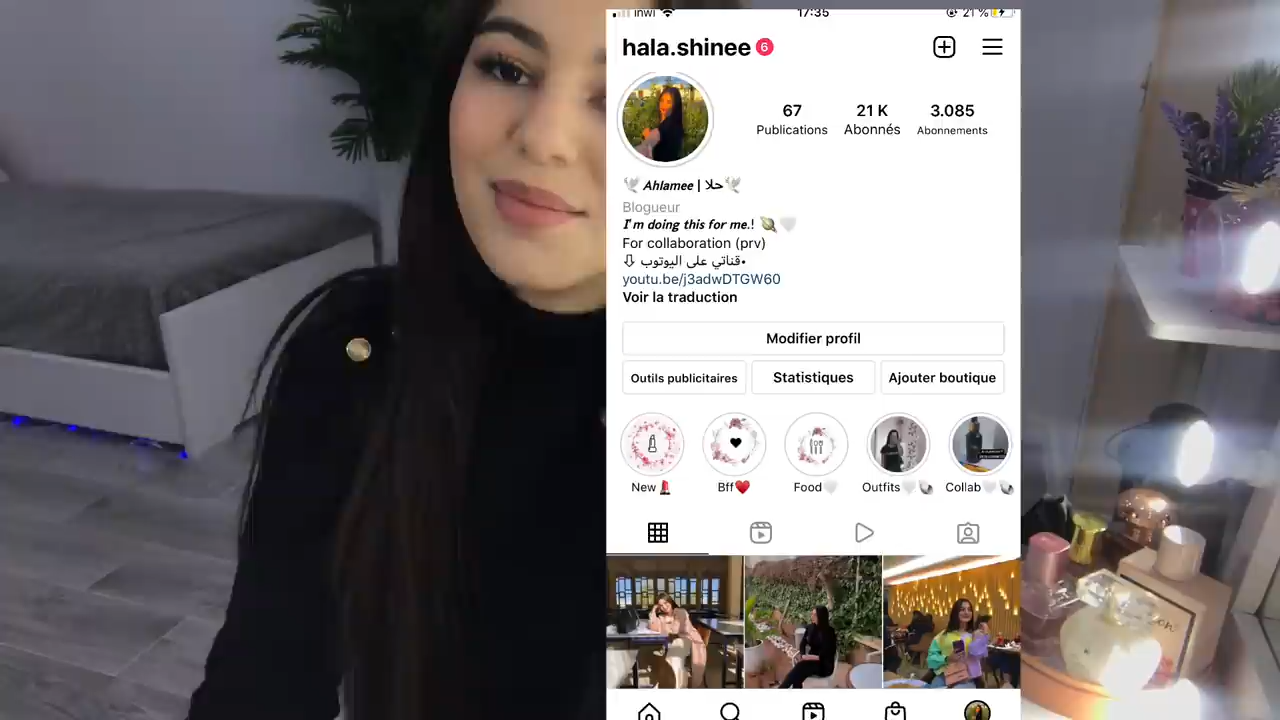 inwi 17:35 21 %
hala.shinee 6
67 21 K 3.085
Publications Abonnés Abonnements
🕊 Ahlamee | حلا🕊
Blogueur
I'm doing this for me.! 🪐🤍
For collaboration (prv)
•قناتي على اليوتوب ⇩
youtu.be/j3adwDTGW60
Voir la traduction
Modifier profil
Outils publicitaires Statistiques Ajouter boutique
New💄 Bff♥️ Food🤍 Outfits🤍🐚 Collab🤍🐚